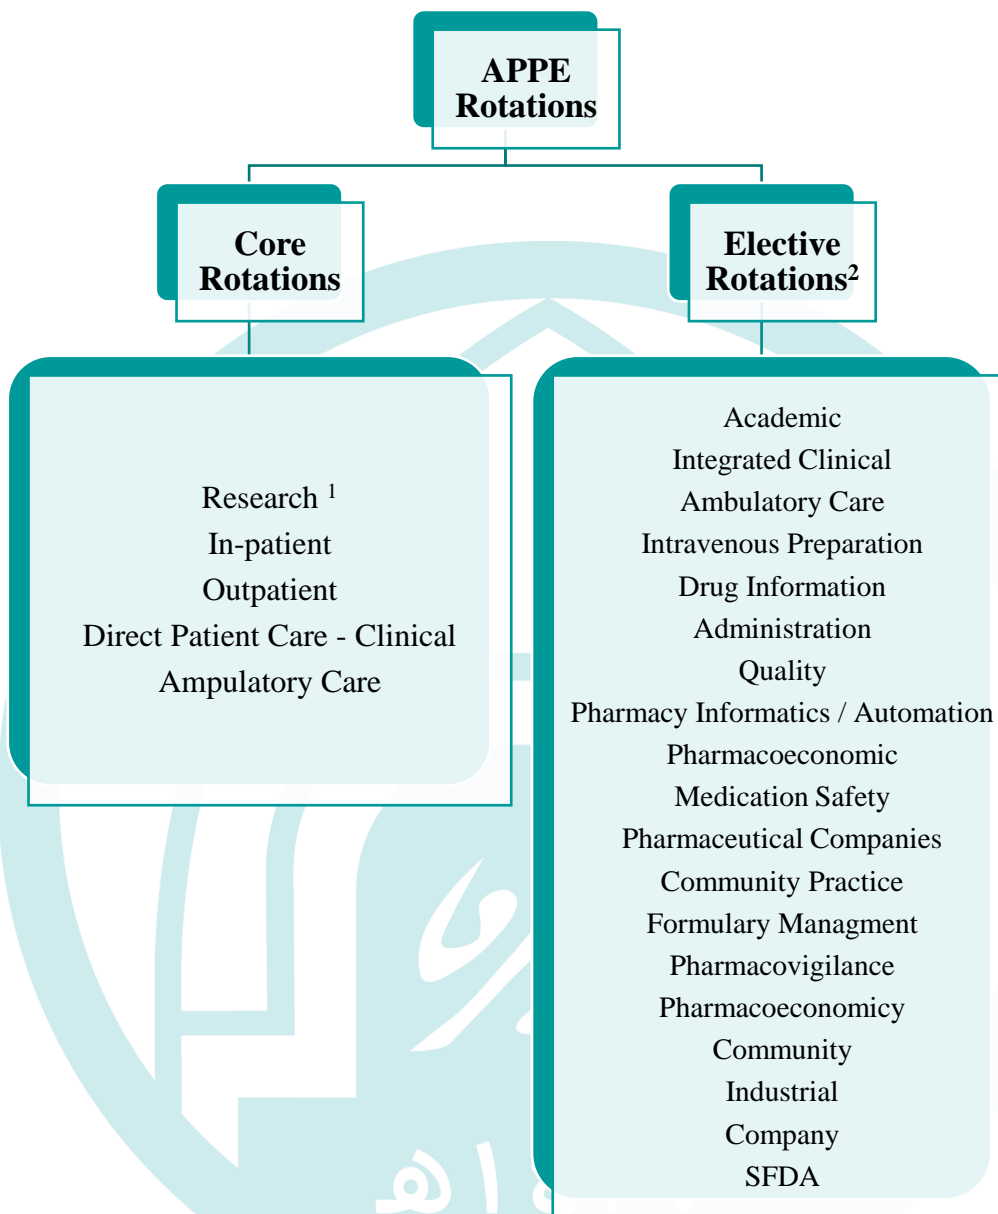 APPE
Rotations
Core
Rotations
Research ¹
In-patient
Outpatient
Direct Patient Care - Clinical
Ampulatory Care
Elective
Rotations²
Academic
Integrated Clinical
Ambulatory Care
Intravenous Preparation
Drug Information
Administration
Quality
Pharmacy Informatics / Automation
Pharmacoeconomic
Medication Safety
Pharmaceutical Companies
Community Practice
Formulary Managment
Pharmacovigilance
Pharmacoeconomicy
Community
Industrial
Company
SFDA